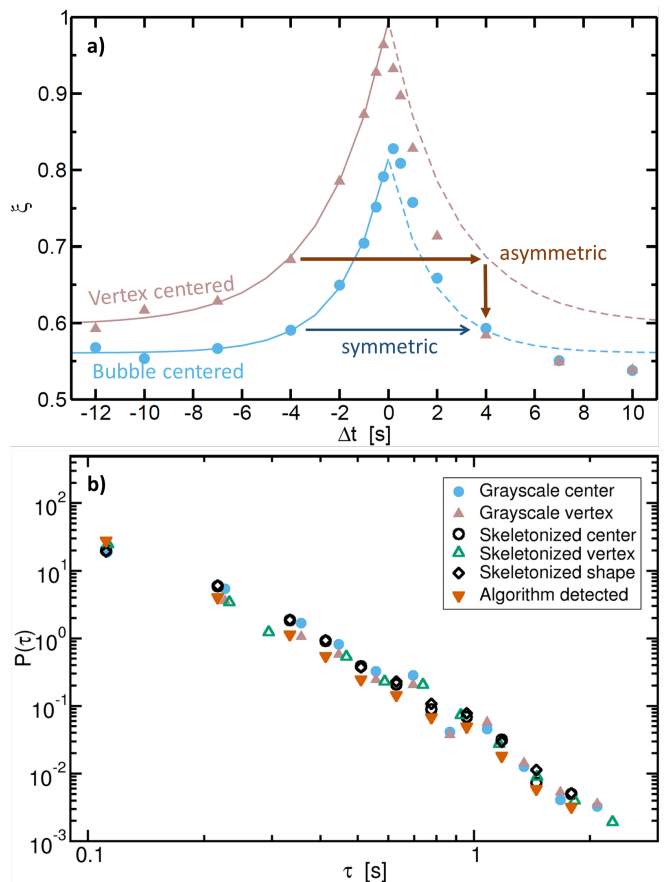 a)
1
0.9
0.8
0.7
0.6
0.5
ξ
Vertex centered
asymmetric
symmetric
Bubble centered
-12 -10 -8 -6 -4 -2 0 2 4 6 8 10
Δt [s]
b)
10²
10¹
10⁰
10⁻¹
10⁻²
10⁻³
P(τ)
Grayscale center
Grayscale vertex
Skeletonized center
Skeletonized vertex
Skeletonized shape
Algorithm detected
0.1 1
τ [s]